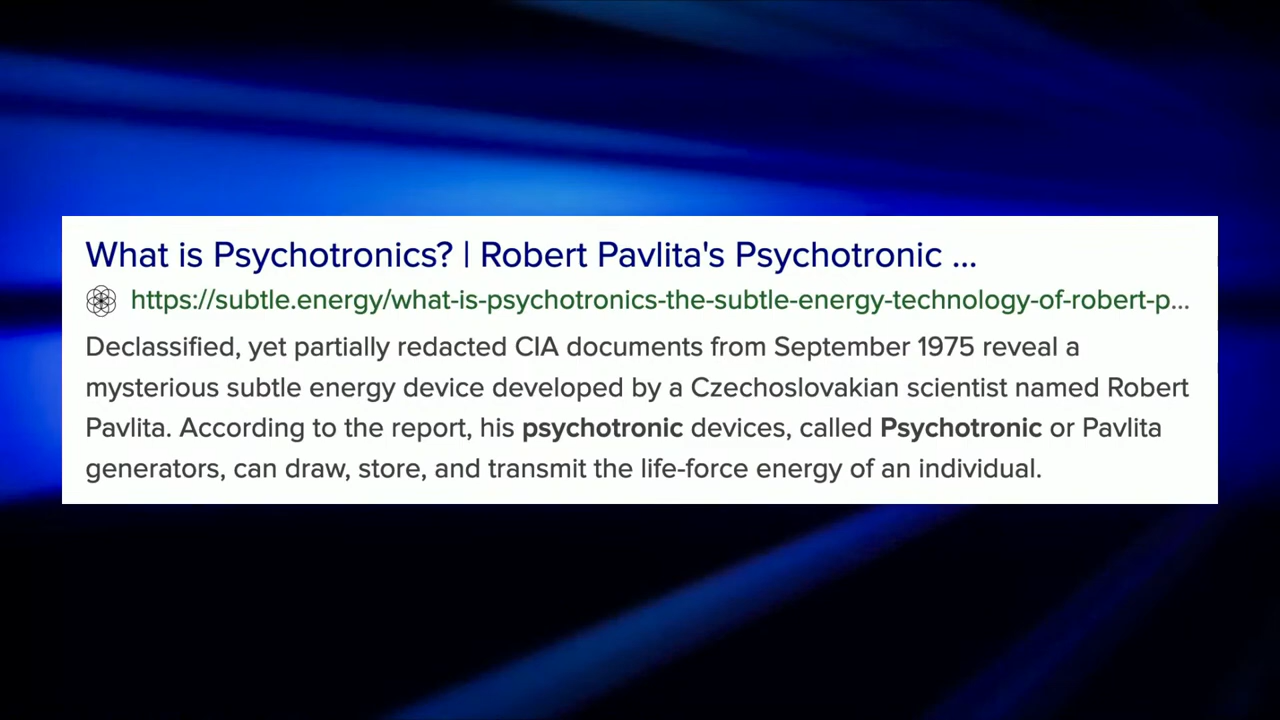 What is Psychotronics? | Robert Pavlita's Psychotronic ...
https://subtle.energy/what-is-psychotronics-the-subtle-energy-technology-of-robert-p...
Declassified, yet partially redacted CIA documents from September 1975 reveal a
mysterious subtle energy device developed by a Czechoslovakian scientist named Robert
Pavlita. According to the report, his psychotronic devices, called Psychotronic or Pavlita
generators, can draw, store, and transmit the life-force energy of an individual.